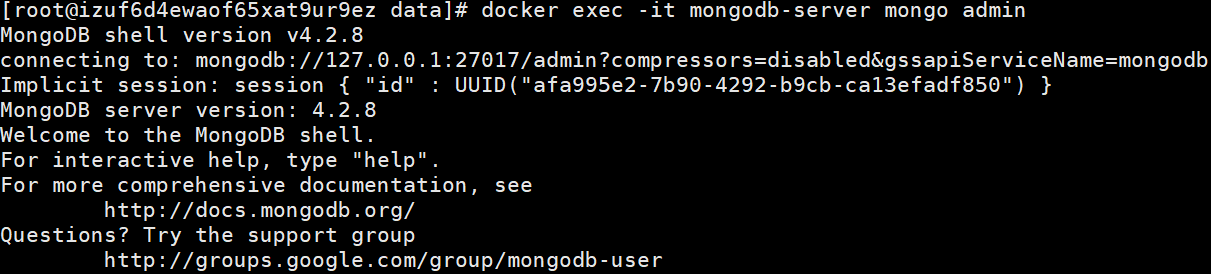 [root@izuf6d4ewaof65xat9ur9ez data]# docker exec -it mongodb-server mongo admin
MongoDB shell version v4.2.8
connecting to: mongodb://127.0.0.1:27017/admin?compressors=disabled&gssapiServiceName=mongodb
Implicit session: session { "id" : UUID("afa995e2-7b90-4292-b9cb-ca13efadf850") }
MongoDB server version: 4.2.8
Welcome to the MongoDB shell.
For interactive help, type "help".
For more comprehensive documentation, see
http://docs.mongodb.org/
Questions? Try the support group
http://groups.google.com/group/mongodb-user